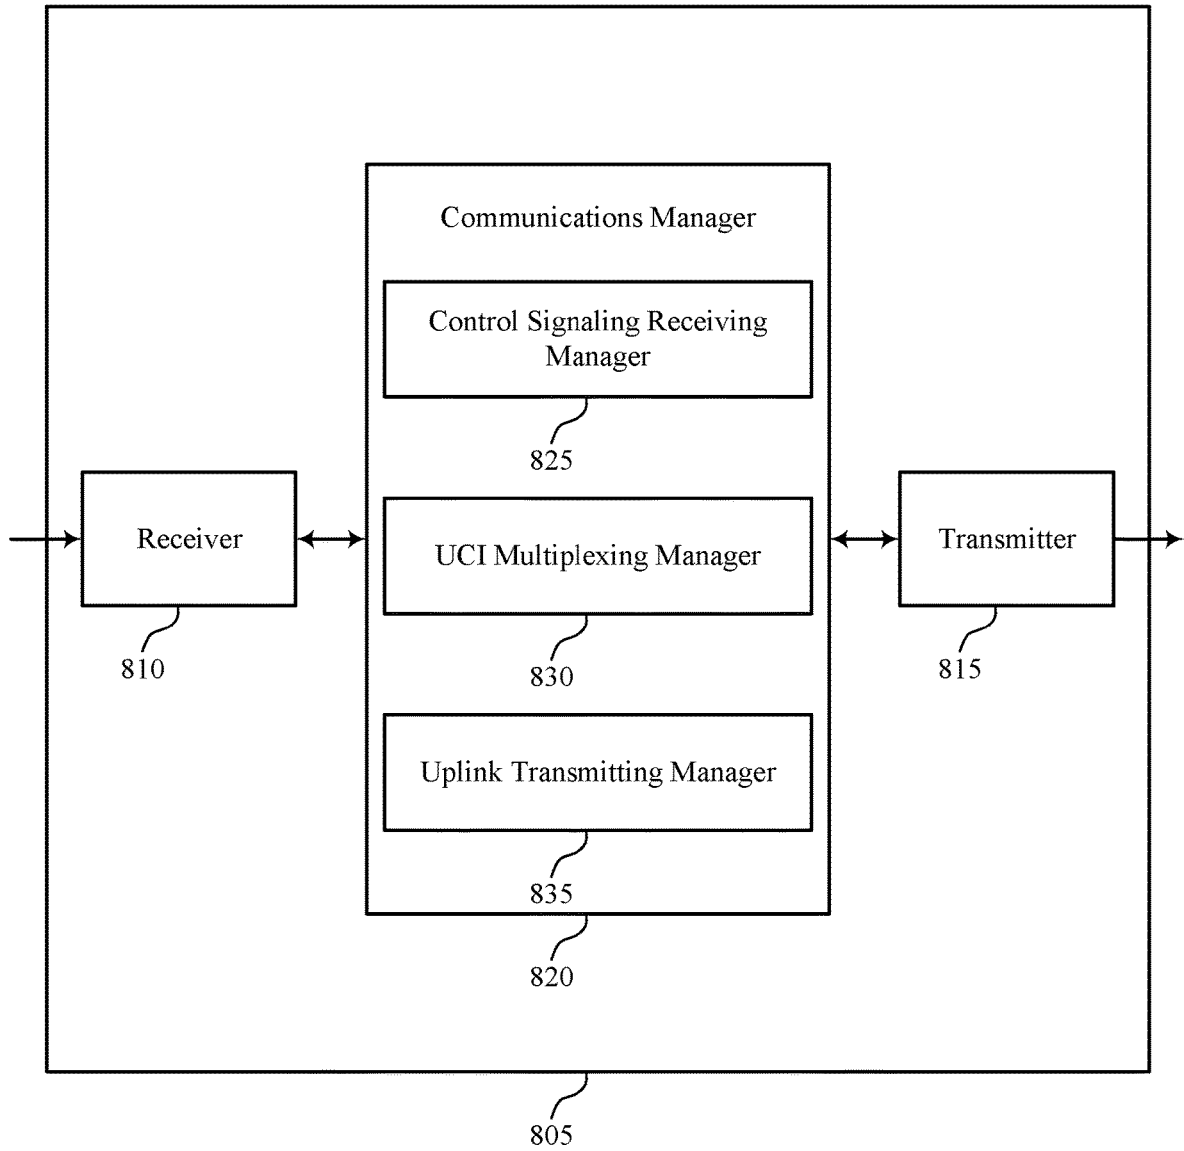 Communications Manager
Control Signaling Receiving
Manager
825
Receiver
810
UCI Multiplexing Manager
830
Transmitter
815
Uplink Transmitting Manager
835
820
805